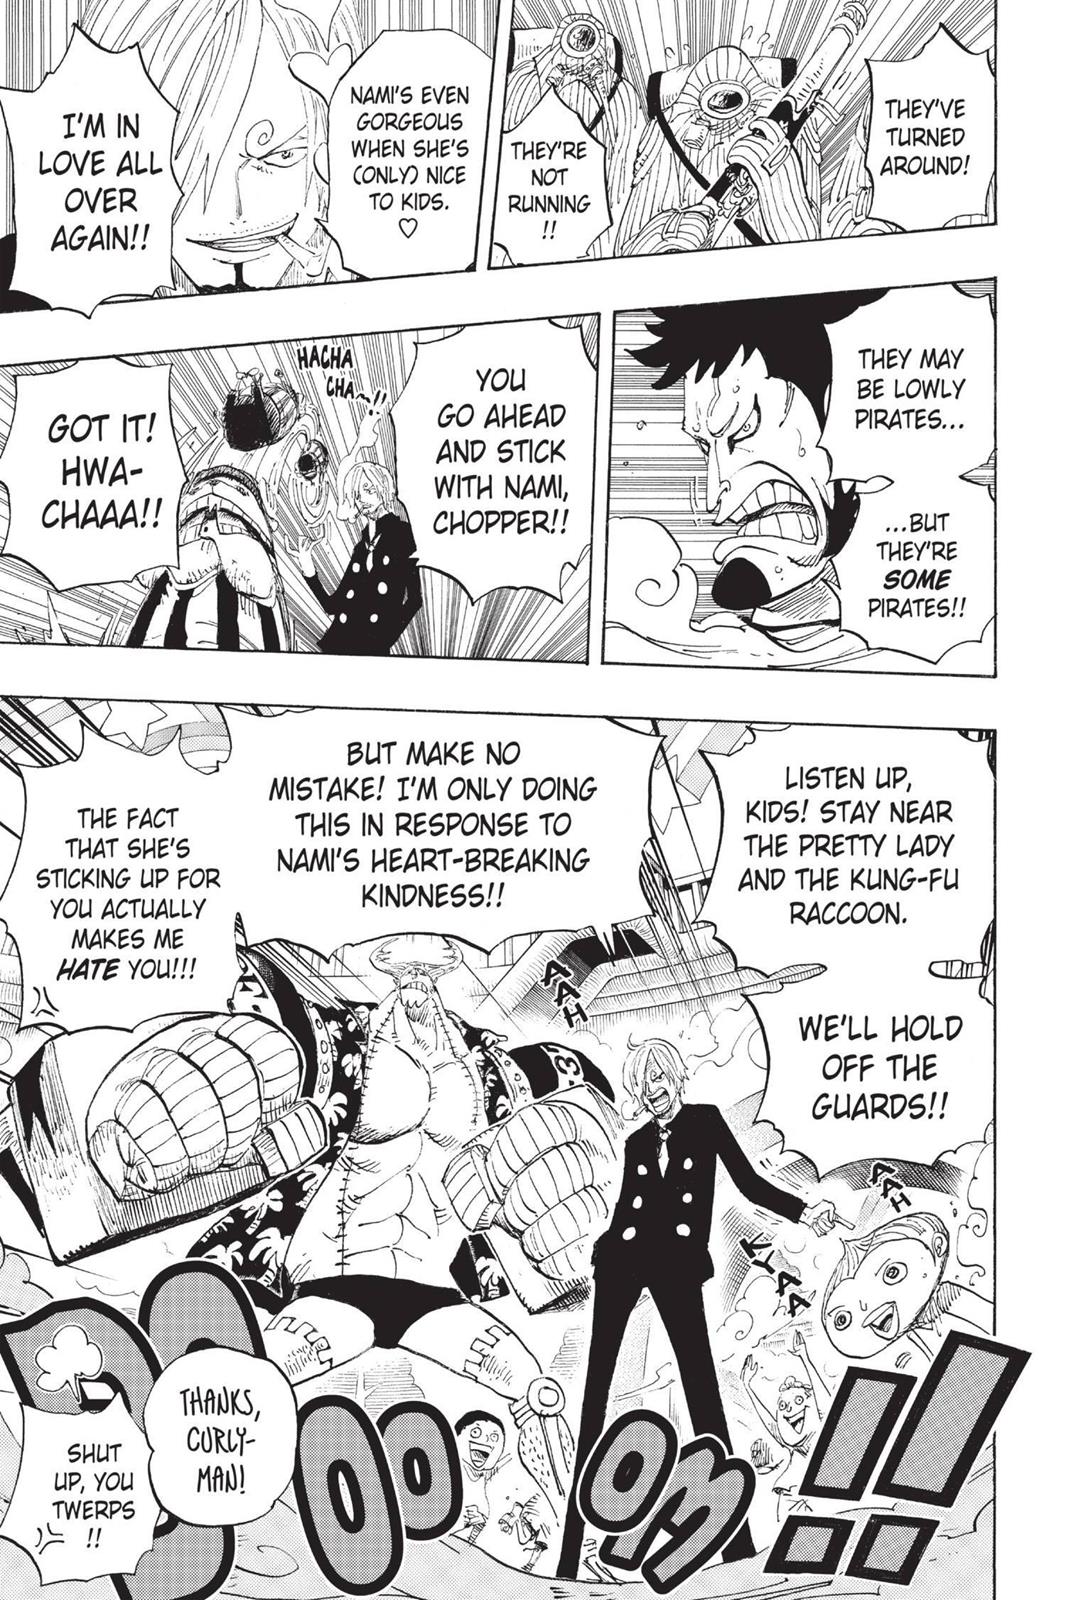 THEY'VE
TURNED
AROUND!
THEY'RE
NOT
RUNNING
!!
NAMI'S EVEN
GORGEOUS
WHEN SHE'S
(ONLY) NICE
TO KIDS.
♡
I'M IN
LOVE ALL
OVER
AGAIN!!
THEY MAY
BE LOWLY
PIRATES...
...BUT
THEY'RE
SOME
PIRATES!!
YOU
GO AHEAD
AND STICK
WITH NAMI,
CHOPPER!!
HACHA
CHA~!!
GOT IT!
HWA-
CHAAA!!
LISTEN UP,
KIDS! STAY NEAR
THE PRETTY LADY
AND THE KUNG-FU
RACCOON.
WE'LL HOLD
OFF THE
GUARDS!!
BUT MAKE NO
MISTAKE! I'M ONLY DOING
THIS IN RESPONSE TO
NAMI'S HEART-BREAKING
KINDNESS!!
THE FACT
THAT SHE'S
STICKING UP FOR
YOU ACTUALLY
MAKES ME
HATE YOU!!!
AAH
AAH
KYAA
THANKS,
CURLY-
MAN!
SHUT
UP, YOU
TWERPS
!!
3
DOOOOOM!!